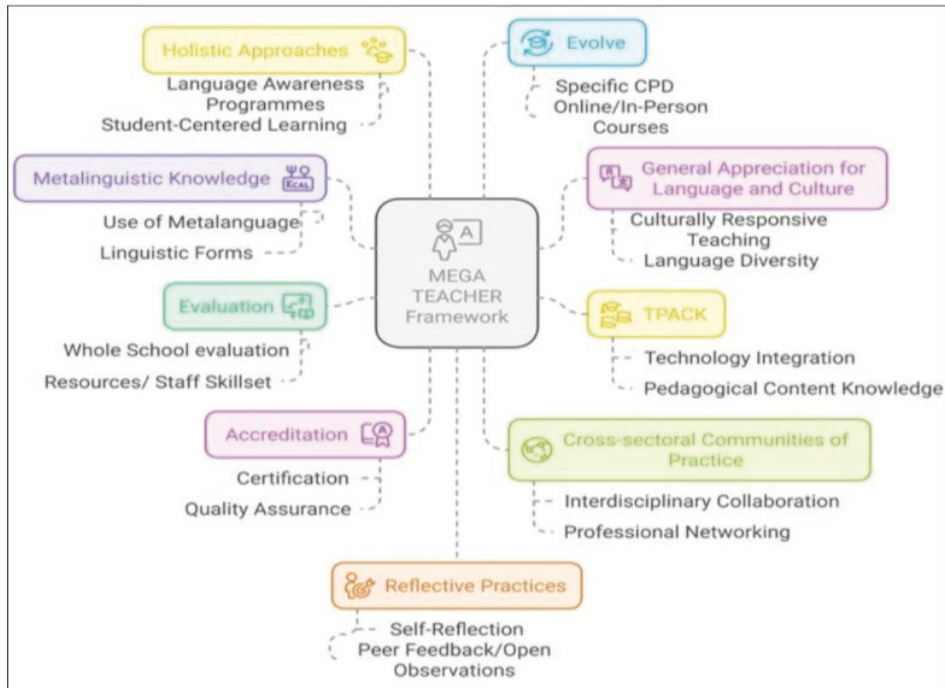 Holistic Approaches
Language Awareness
Programmes
Student-Centered Learning
Evolve
Specific CPD
Online/In-Person
Courses
Metalinguistic Knowledge
KCAL
Use of Metalanguage
Linguistic Forms
General Appreciation for
Language and Culture
Culturally Responsive
Teaching
Language Diversity
A
MEGA
TEACHER
Framework
Evaluation
Whole School evaluation
Resources/ Staff Skillset
TPACK
Technology Integration
Pedagogical Content Knowledge
Accreditation
A
Certification
Quality Assurance
Cross-sectoral Communities of
Practice
Interdisciplinary Collaboration
Professional Networking
Reflective Practices
Self-Reflection
Peer Feedback/Open
Observations